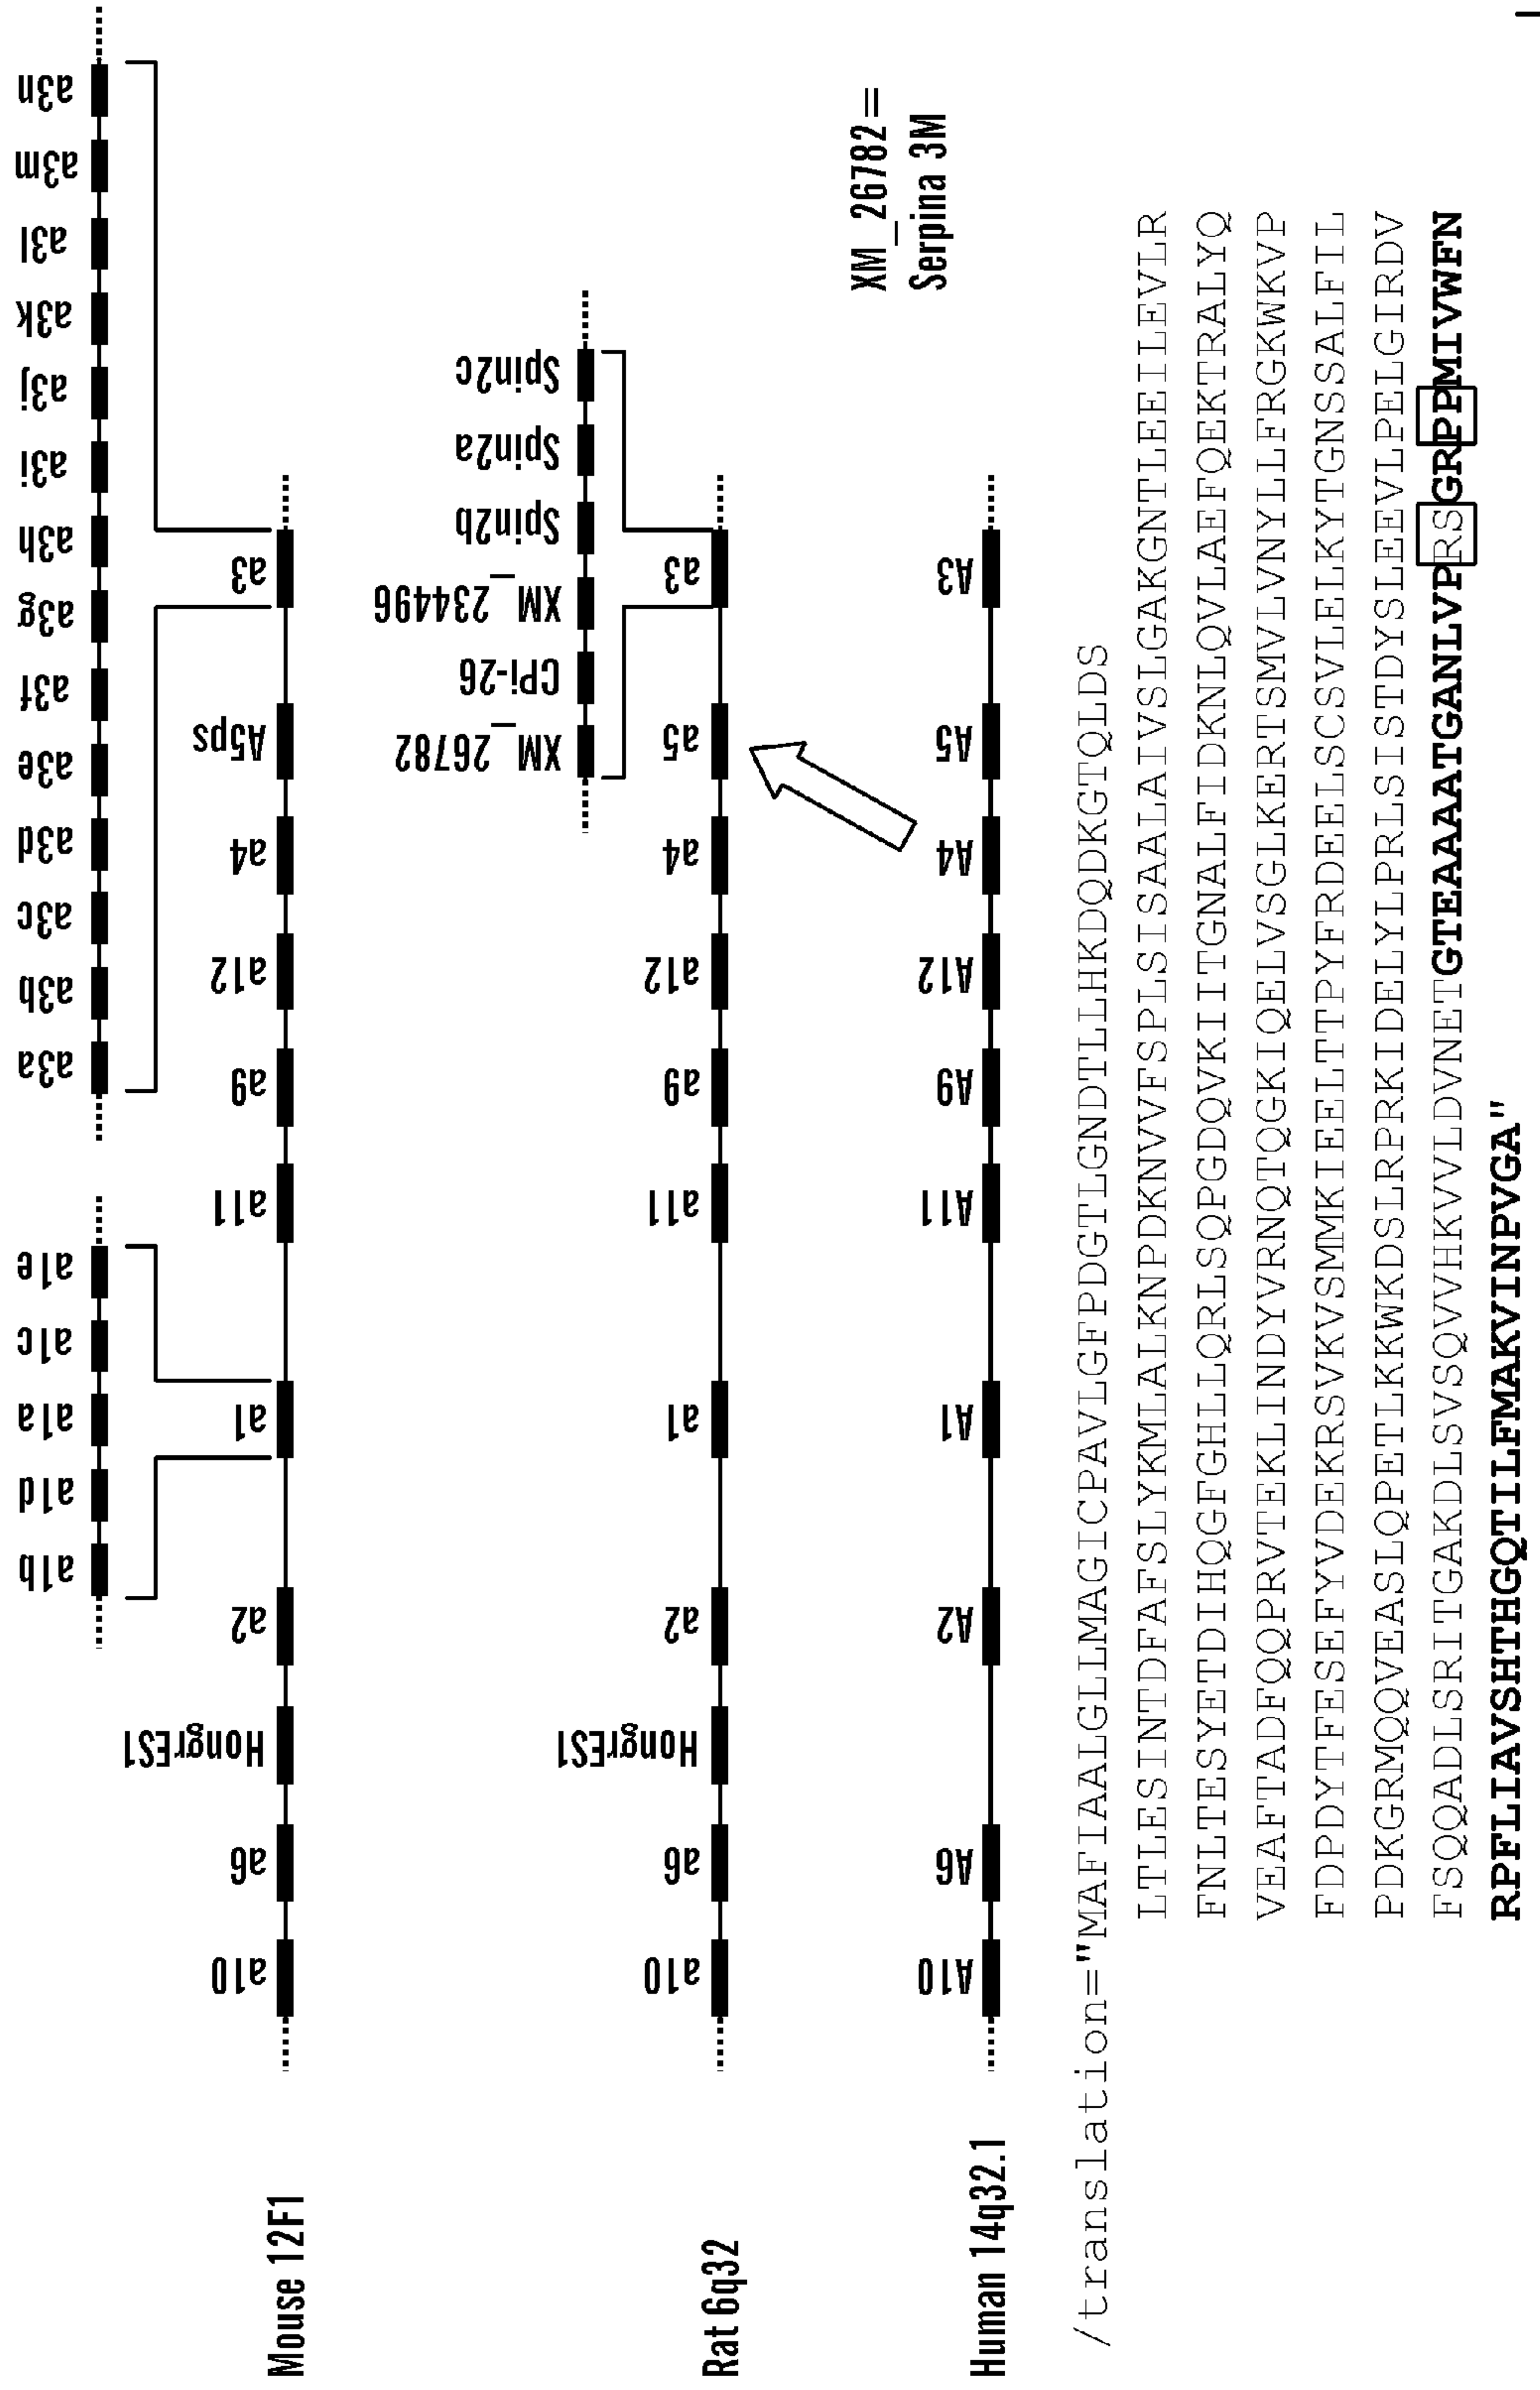 a1b a1d a1a a1c a1e a3a a3b a3c a3d a3e a3f a3g a3h a3i a3j a3k a3l a3m a3n
a10 a6 HongrES1 a2 a1 a11 a9 a12 a4 A5ps a3
Mouse 12F1
XM_26782 CPi-26 XM_234496 Spin2b Spin2a Spin2c
a10 a6 HongrES1 a2 a1 a11 a9 a12 a4 a5 a3
Rat 6q32
XM_26782=
Serpina 3M
A10 A6 A2 A1 A11 A9 A12 A4 A5 A3
Human 14q32.1
/translation="MAFIAALGLLMAGICPAVLGFPDGTLGNDTLLHKDQDKGTQLDS
LTLESINTDFAFSLYKMLALKNPDKNVVFSPLSISAALAIVSLGAKGNTLEEILEVLR
FNLTESYETDIHQGFGHLLQRLSQPGDQVKIITGNALFIDKNLQVLAEFQEKTRALYQ
VEAFTADFQQPRVTEKLINDYVRNQTQGKIQELVSGLKERTSMVLVNYLLFRGKWKVP
FDPDYTFESEFYVDEKRSVKVSMMKIEELTTPYFRDEELSCSVLELKYTGNSSALFIL
PDKGRMQQVEASLQPETLKKWKDSLRPRKIDELYLPRLSISTDYSLEEVLPELGIRDV
FSQQADLSRITGAKDLSVSQVVHKVVLDVNETGTEAAAATGANLVPRSGRPPMIVWFN
RPFLIAVSHTHGQTILFMAKVINPVGA"